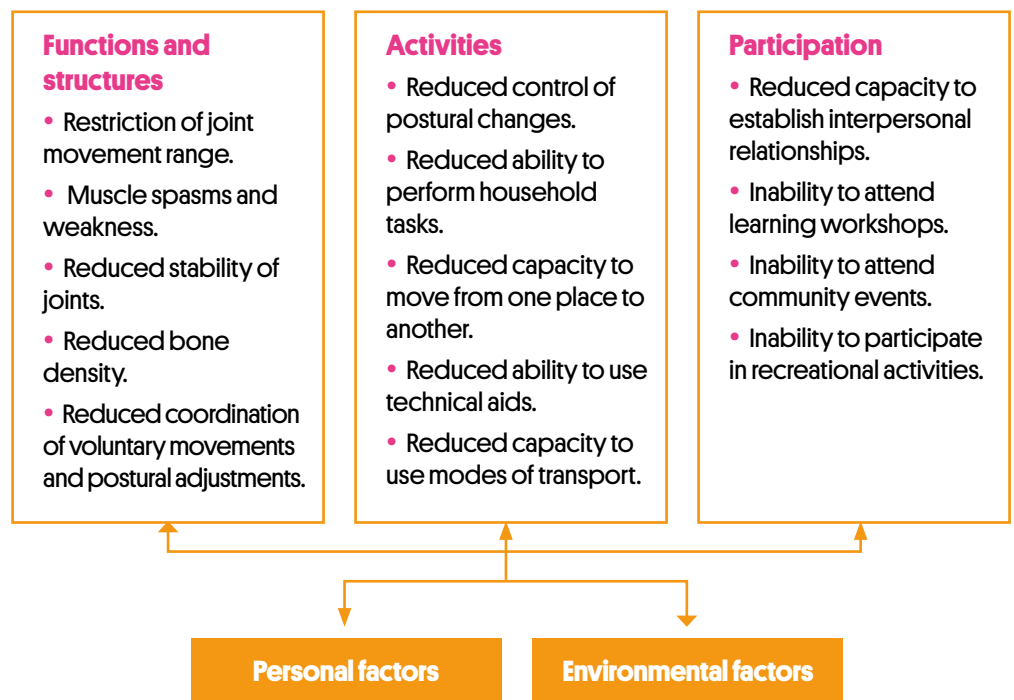 Functions and
structures
• Restriction of joint
movement range.
• Muscle spasms and
weakness.
• Reduced stability of
joints.
• Reduced bone
density.
• Reduced coordination
of voluntary movements
and postural adjustments.
Activities
• Reduced control of
postural changes.
• Reduced ability to
perform household
tasks.
• Reduced capacity to
move from one place to
another.
• Reduced ability to use
technical aids.
• Reduced capacity to
use modes of transport.
Participation
• Reduced capacity to
establish interpersonal
relationships.
• Inability to attend
learning workshops.
• Inability to attend
community events.
• Inability to participate
in recreational activities.
Personal factors
Environmental factors